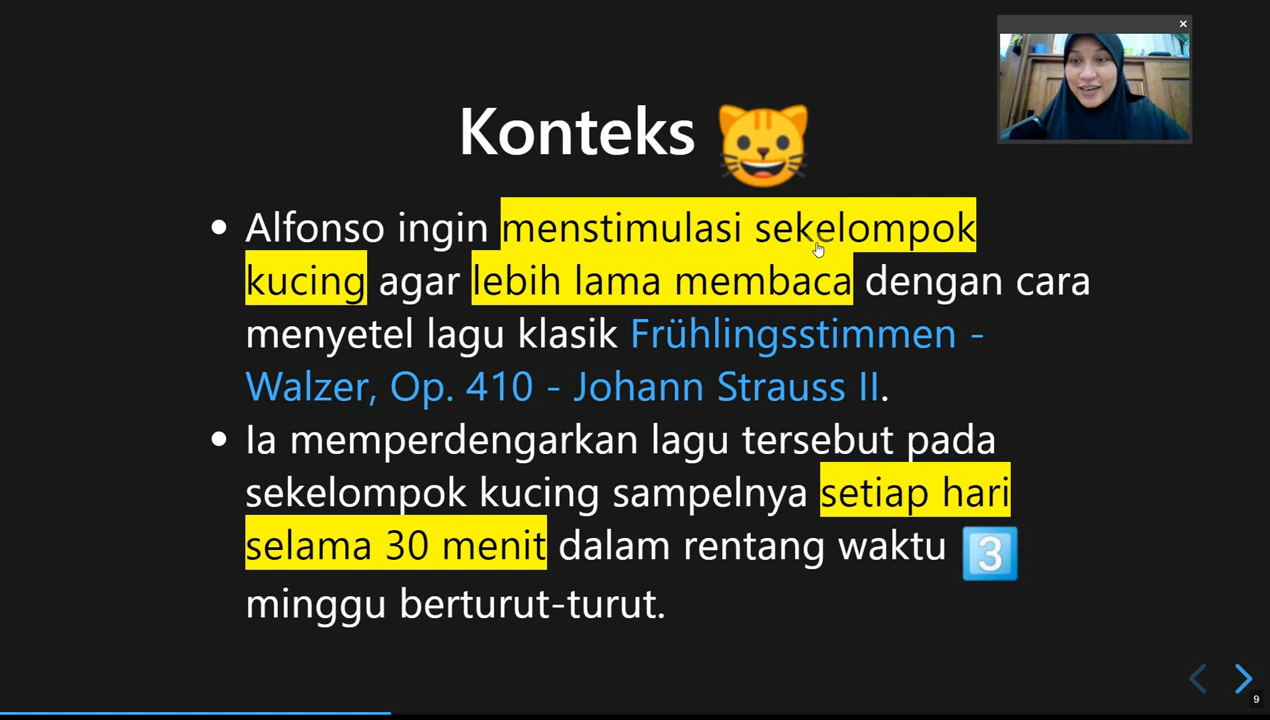 Konteks 😺
• Alfonso ingin menstimulasi sekelompok
kucing agar lebih lama membaca dengan cara
menyetel lagu klasik Frühlingsstimmen -
Walzer, Op. 410 - Johann Strauss II.
• Ia memperdengarkan lagu tersebut pada
sekelompok kucing sampelnya setiap hari
selama 30 menit dalam rentang waktu 3️⃣
minggu berturut-turut.
9